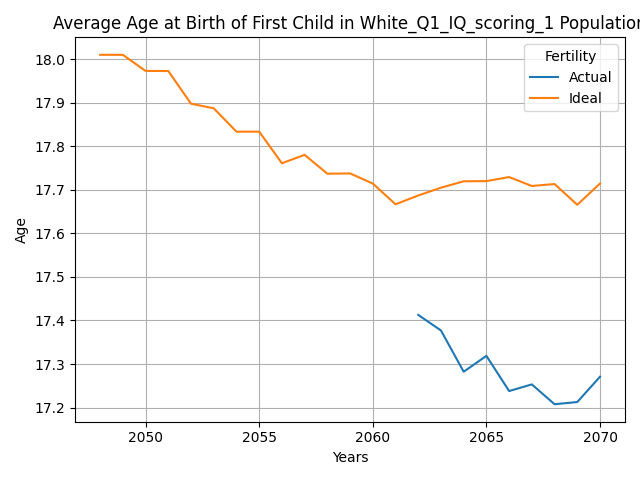 Average Age at Birth of First Child in White_Q1_IQ_scoring_1 Population
Fertility
Actual
Ideal
18.0
17.9
17.8
17.7
17.6
17.5
17.4
17.3
17.2
Age
2050
2055
2060
2065
2070
Years